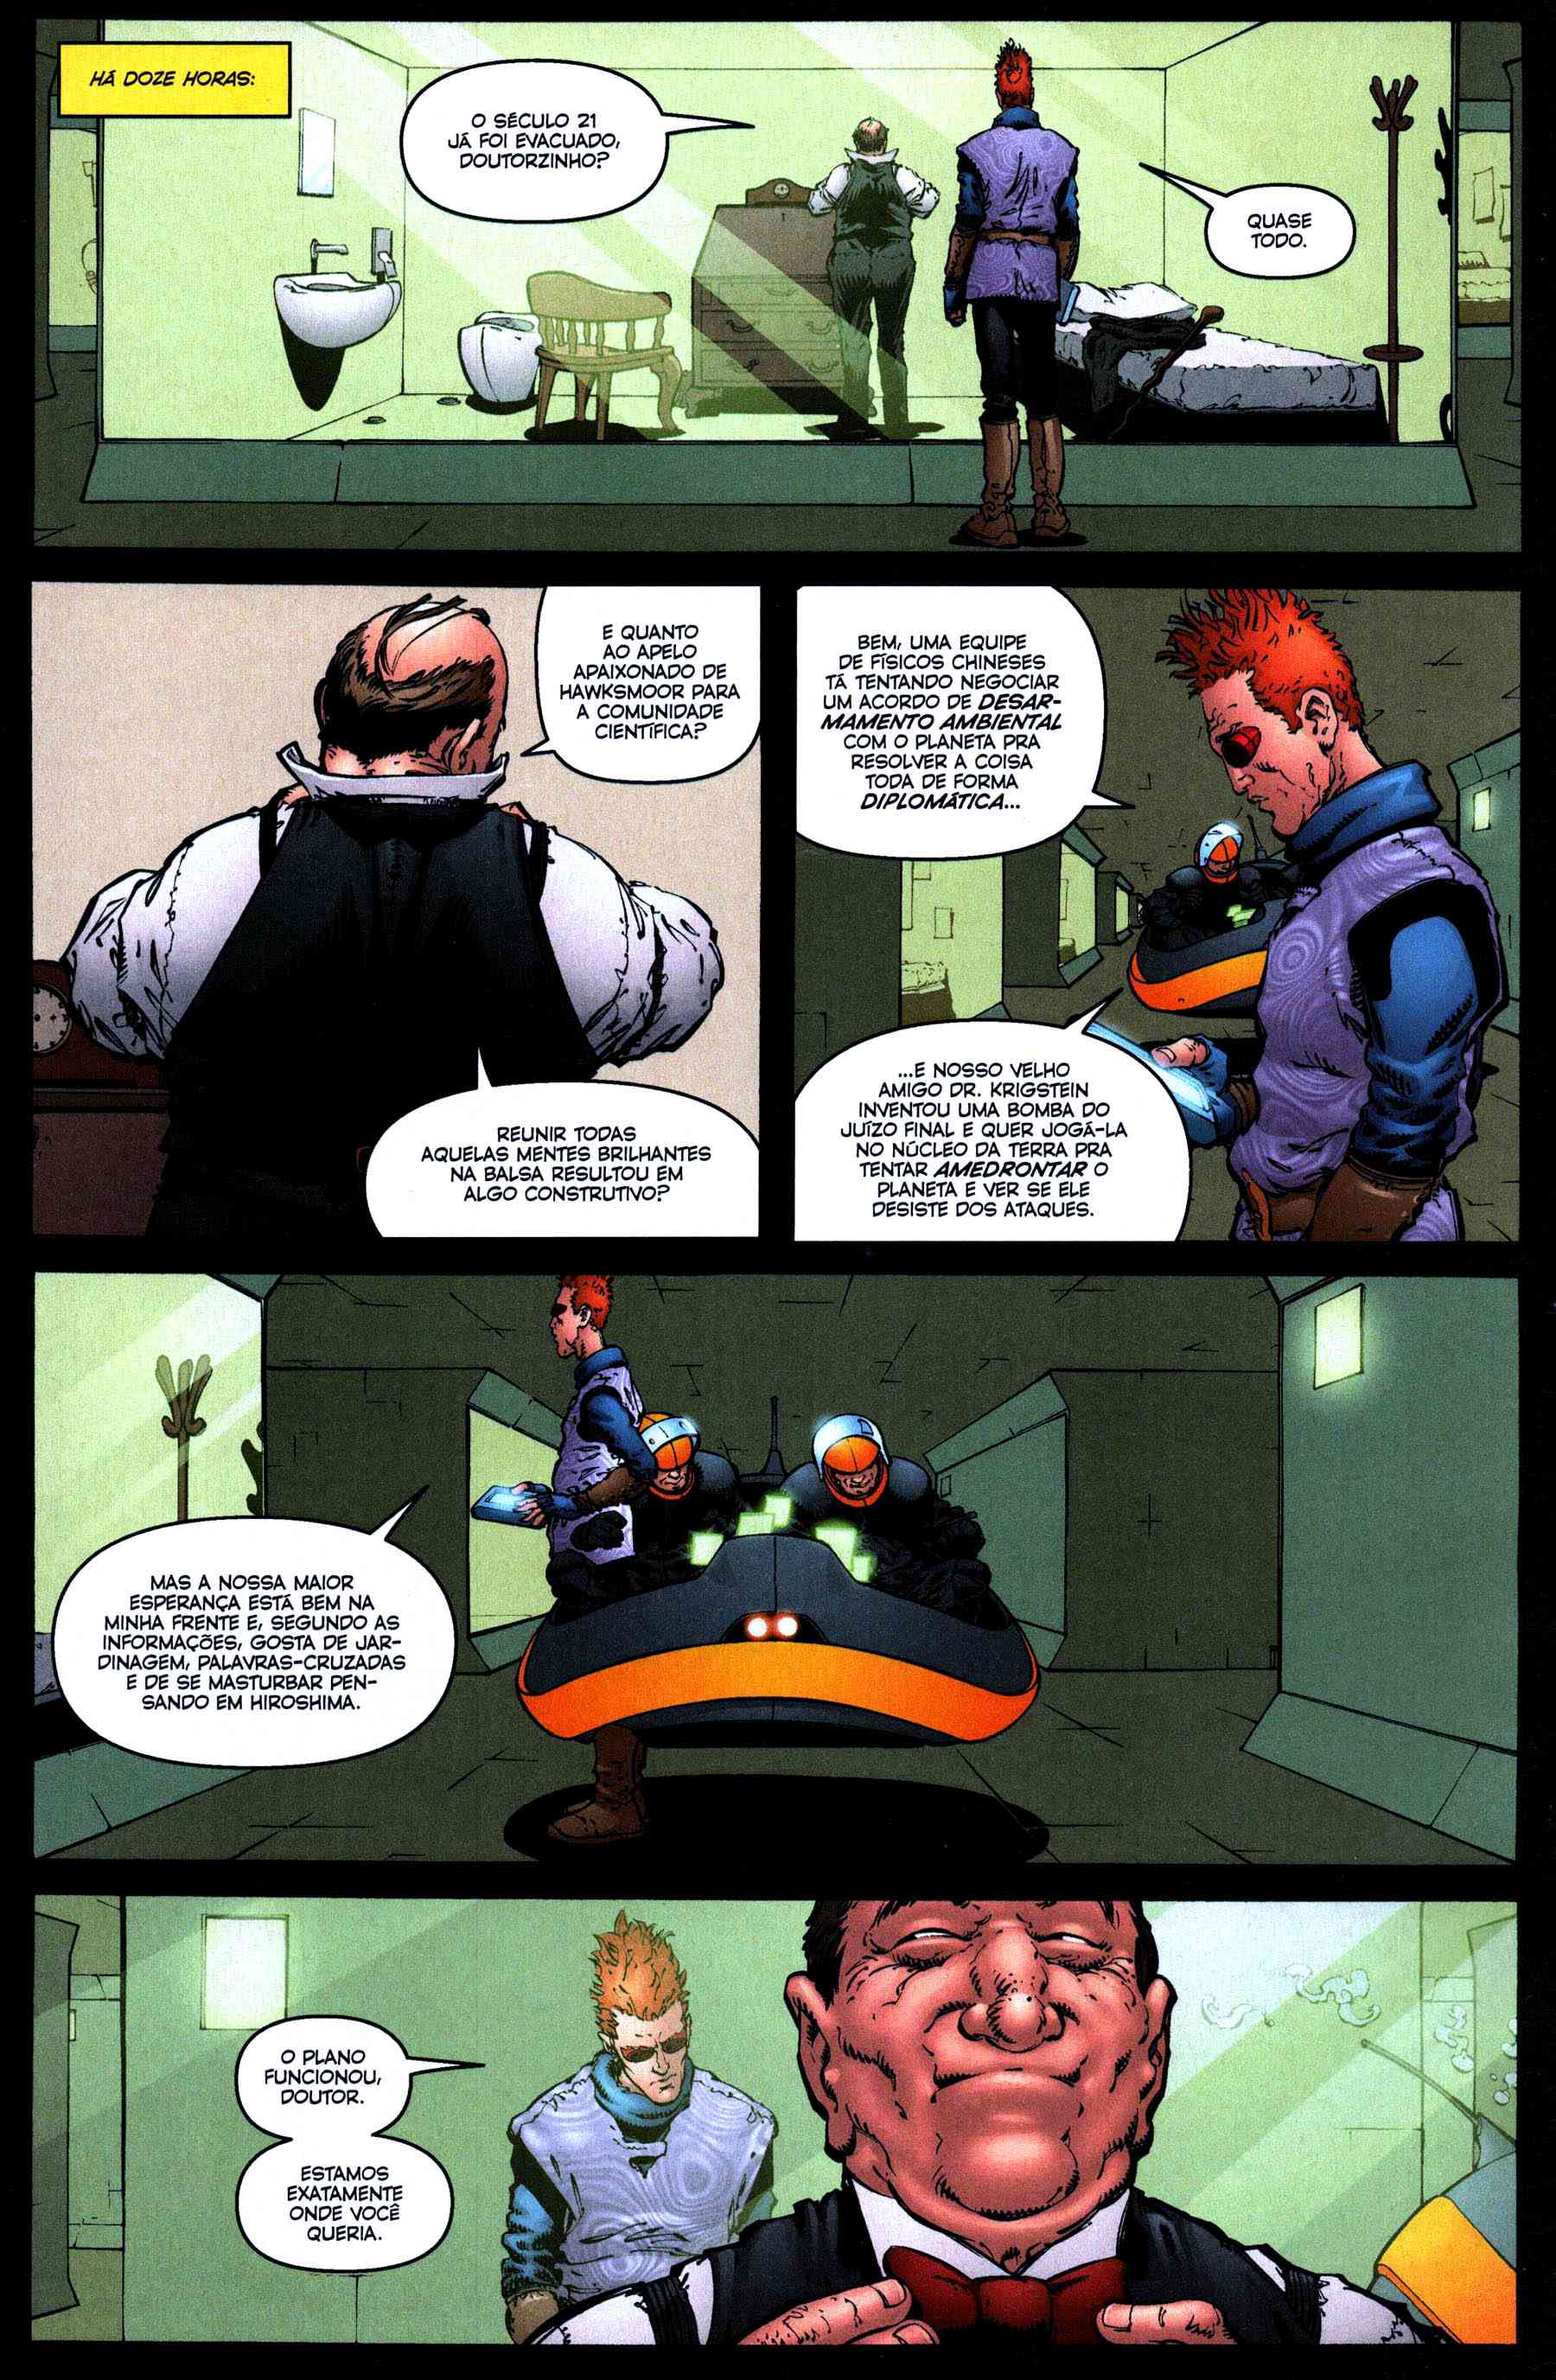 HÁ DOZE HORAS:
O SÉCULO 21
JÁ FOI EVACUADO,
DOUTORZINHO?
QUASE
TODO.
E QUANTO
AO APELO
APAIXONADO DE
HAWKSMOOR PARA
A COMUNIDADE
CIENTÍFICA?
REUNIR TODAS
AQUELAS MENTES BRILHANTES
NA BALSA RESULTOU EM
ALGO CONSTRUTIVO?
BEM, UMA EQUIPE
DE FÍSICOS CHINESES
TÁ TENTANDO NEGOCIAR
UM ACORDO DE DESAR-
MAMENTO AMBIENTAL
COM O PLANETA PRA
RESOLVER A COISA
TODA DE FORMA
DIPLOMÁTICA...
...E NOSSO VELHO
AMIGO DR. KRIGSTEIN
INVENTOU UMA BOMBA DO
JUÍZO FINAL E QUER JOGÁ-LA
NO NÚCLEO DA TERRA PRA
TENTAR AMEDRONTAR O
PLANETA E VER SE ELE
DESISTE DOS ATAQUES.
MAS A NOSSA MAIOR
ESPERANÇA ESTÁ BEM NA
MINHA FRENTE E, SEGUNDO AS
INFORMAÇÕES, GOSTA DE JAR-
DINAGEM, PALAVRAS-CRUZADAS
E DE SE MASTURBAR PEN-
SANDO EM HIROSHIMA.
O PLANO
FUNCIONOU,
DOUTOR.
ESTAMOS
EXATAMENTE
ONDE VOCÊ
QUERIA.